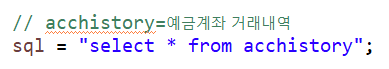 // acchistory=예금계좌 거래내역
sql = "select * from acchistory";